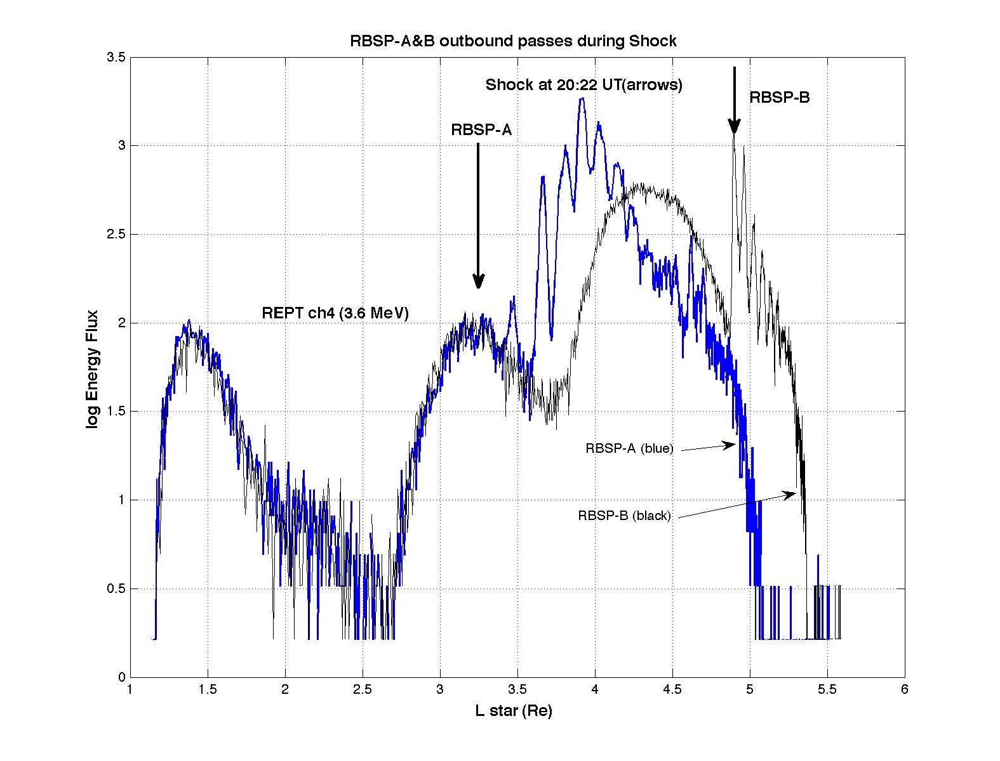 RBSP-A&B outbound passes during Shock
3.5
Shock at 20:22 UT(arrows)
RBSP-B
RBSP-A
3
2.5
REPT ch4 (3.6 MeV)
2
log Energy Flux
1.5
RBSP-A (blue)
1
RBSP-B (black)
0.5
0
1 1.5 2 2.5 3 3.5 4 4.5 5 5.5 6
L star (Re)